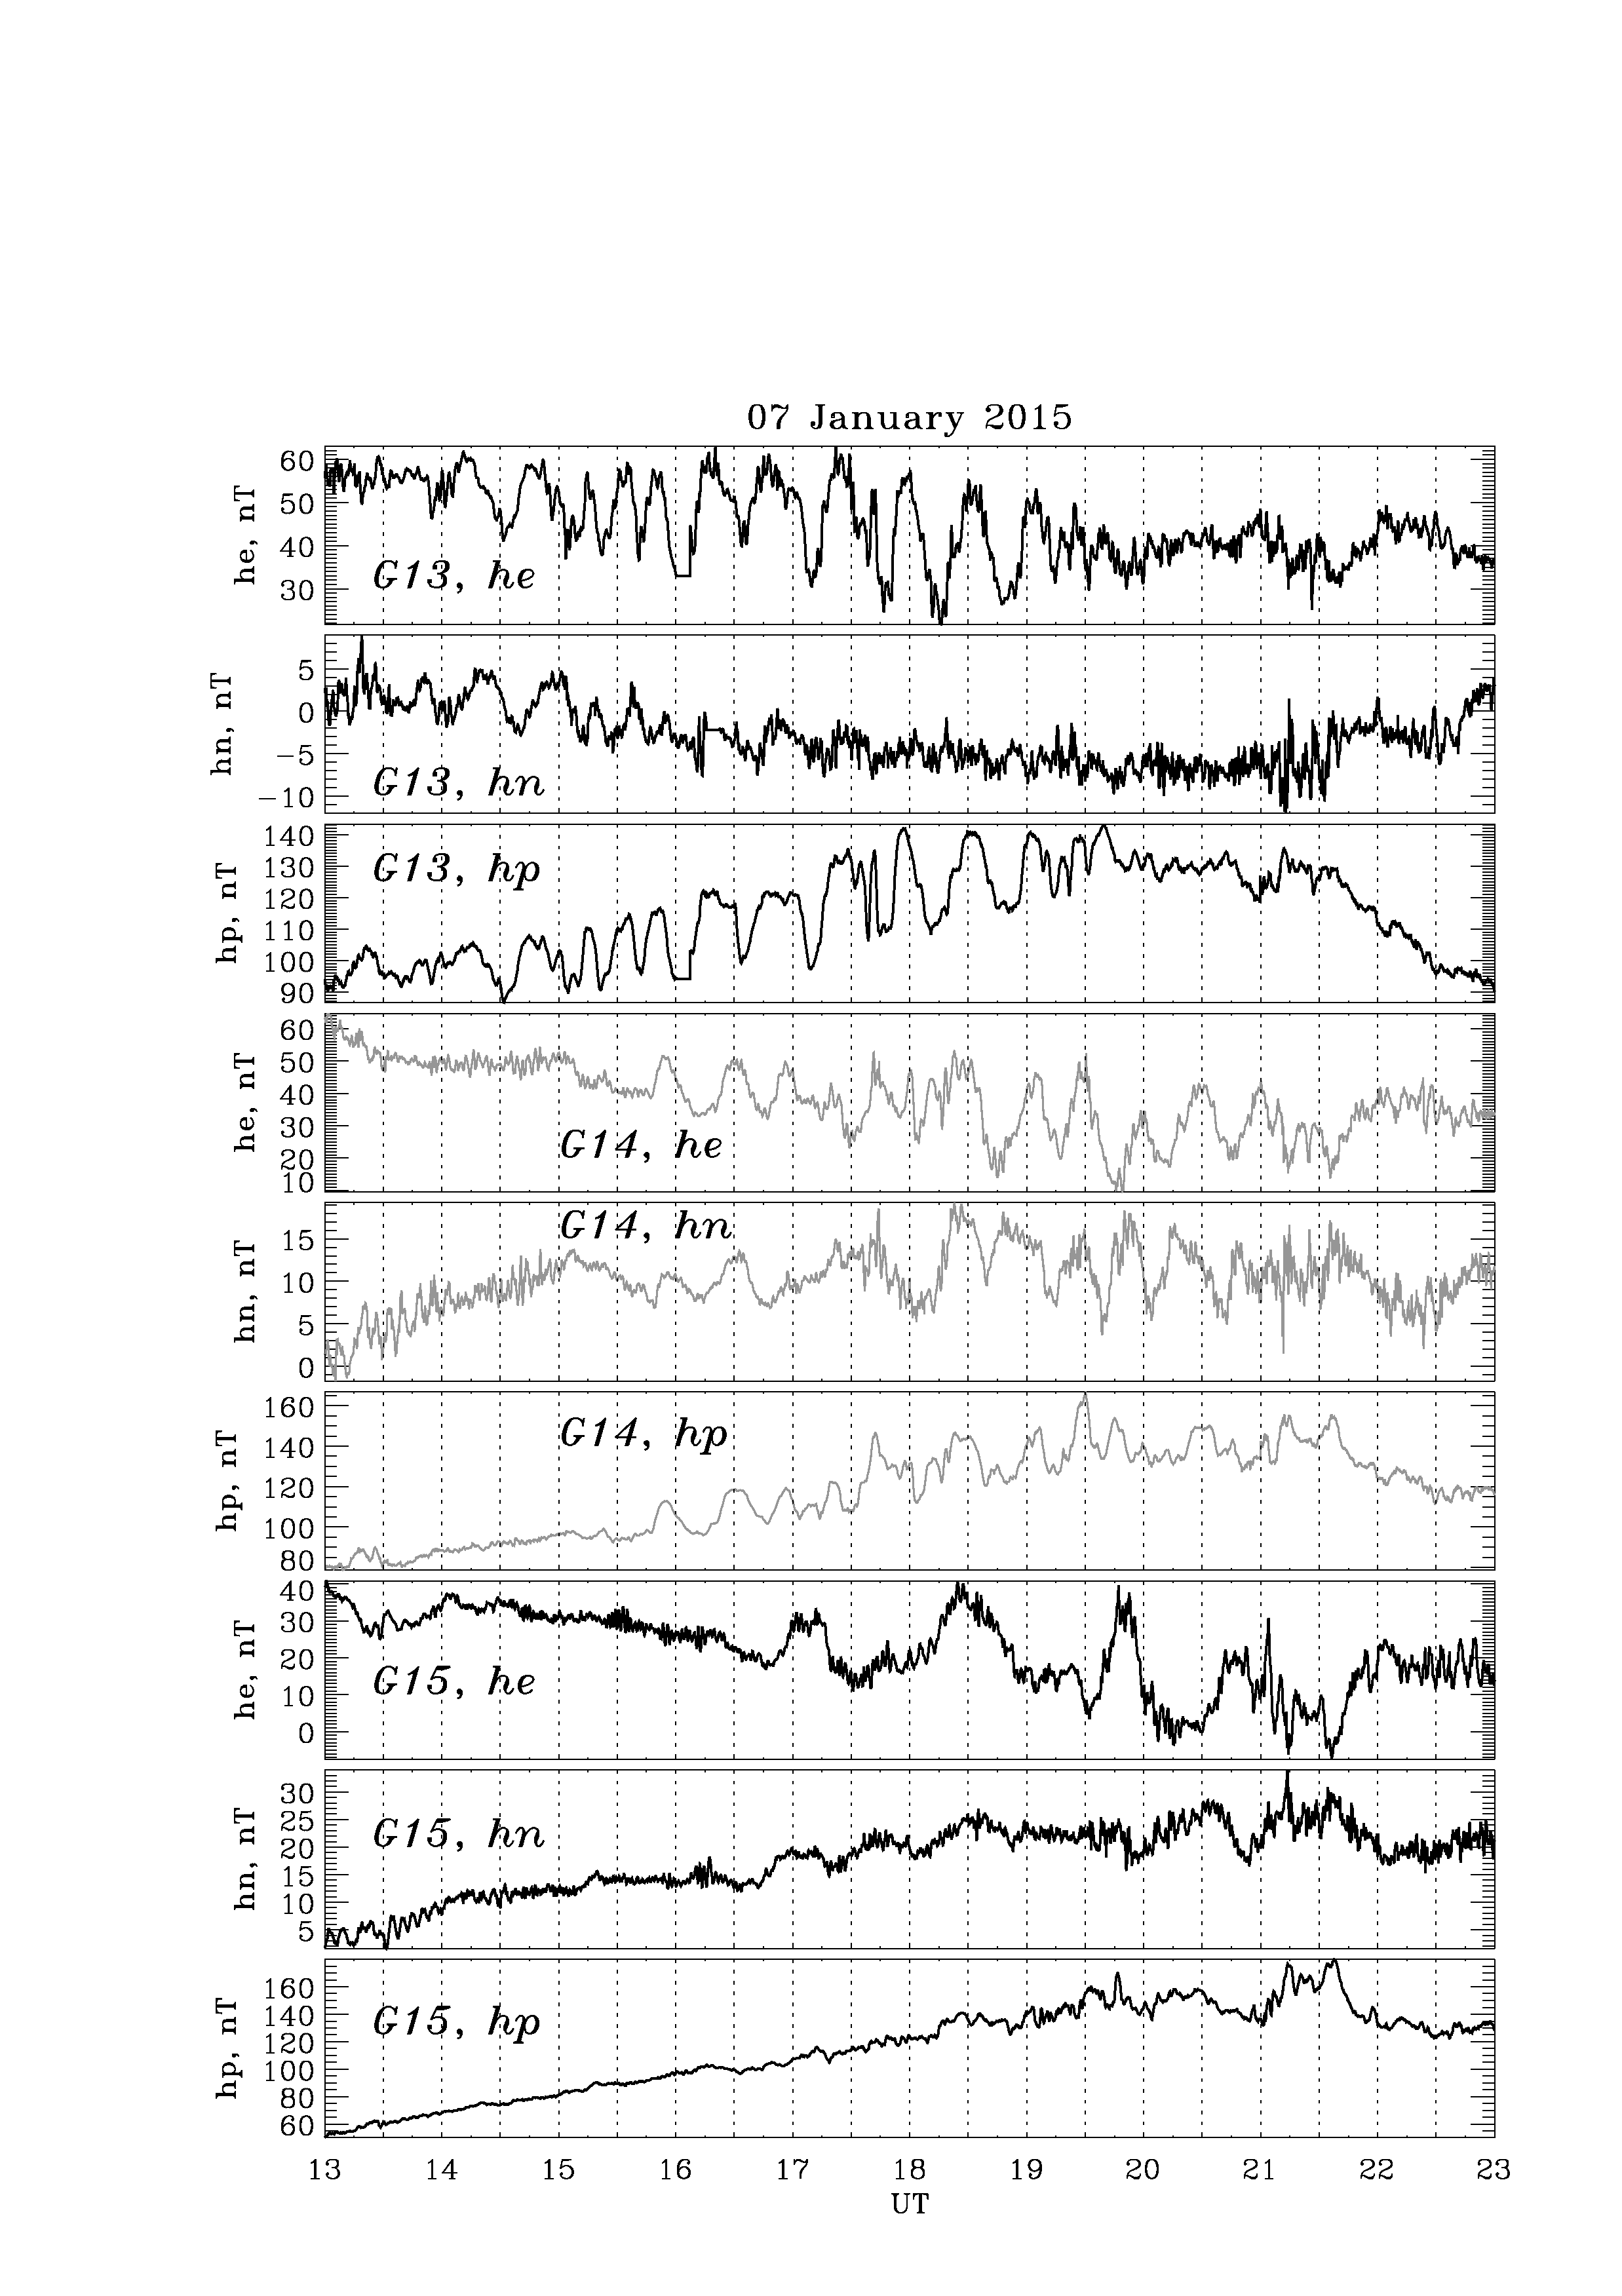 07 January 2015
he, nT
60
50
40
30
G13, he
hn, nT
5
0
−5
−10
G13, hn
hp, nT
140
130
120
110
100
90
G13, hp
he, nT
60
50
40
30
20
10
G14, he
hn, nT
15
10
5
0
G14, hn
hp, nT
160
140
120
100
80
G14, hp
he, nT
40
30
20
10
0
G15, he
hn, nT
30
25
20
15
10
5
G15, hn
hp, nT
160
140
120
100
80
60
G15, hp
13 14 15 16 17 18 19 20 21 22 23
UT